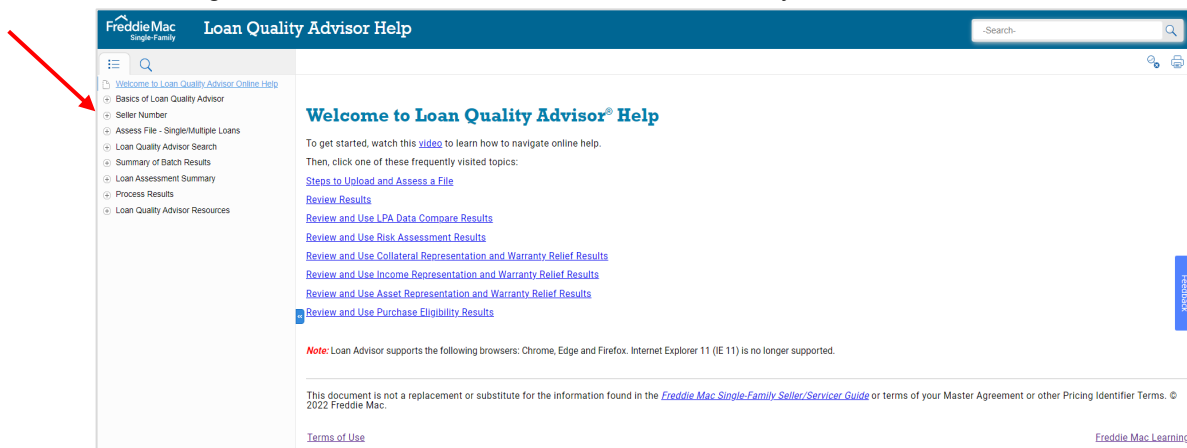 Freddie Mac
Single-Family
Loan Quality Advisor Help
-Search-
Welcome to Loan Quality Advisor Online Help
Basics of Loan Quality Advisor
Seller Number
Assess File - Single/Multiple Loans
Loan Quality Advisor Search
Summary of Batch Results
Loan Assessment Summary
Process Results
Loan Quality Advisor Resources
Welcome to Loan Quality Advisor® Help
To get started, watch this video to learn how to navigate online help.
Then, click one of these frequently visited topics:
Steps to Upload and Assess a File
Review Results
Review and Use LPA Data Compare Results
Review and Use Risk Assessment Results
Review and Use Collateral Representation and Warranty Relief Results
Review and Use Income Representation and Warranty Relief Results
Review and Use Asset Representation and Warranty Relief Results
Review and Use Purchase Eligibility Results
Feedback
Note: Loan Advisor supports the following browsers: Chrome, Edge and Firefox. Internet Explorer 11 (IE 11) is no longer supported.
This document is not a replacement or substitute for the information found in the Freddie Mac Single-Family Seller/Servicer Guide or terms of your Master Agreement or other Pricing Identifier Terms. ©
2022 Freddie Mac.
Terms of Use
Freddie Mac Learning